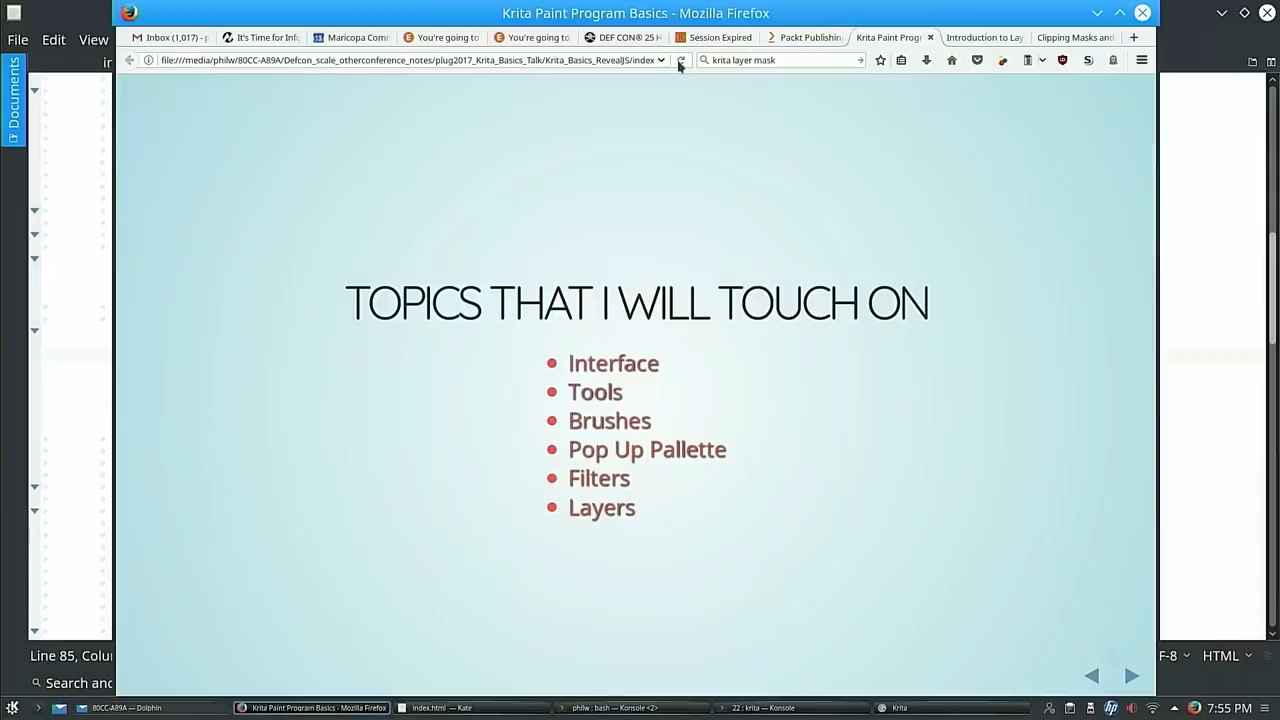 Krita Paint Program Basics - Mozilla Firefox
File Edit View
Inbox (1,017) - p
It's Time for Info
Maricopa Com
You're going to
You're going to
DEF CON® 25 H
Session Expired
Packt Publishin
Krita Paint Progr
Introduction to Lay
Clipping Masks and
file:///media/philw/80CC-A89A/Defcon_scale_otherconference_notes/plug2017_Krita_Basics_Talk/Krita_Basics_RevealJS/index
krita layer mask
Documents
TOPICS THAT I WILL TOUCH ON
Interface
Tools
Brushes
Pop Up Pallette
Filters
Layers
Line 85, Colu
F-8
HTML
Search and
80CC-A89A — Dolphin
Krita Paint Program Basics - Mozilla Firefox
index.html — Kate
philw : bash — Konsole <2>
22 : krita — Konsole
Krita
7:55 PM